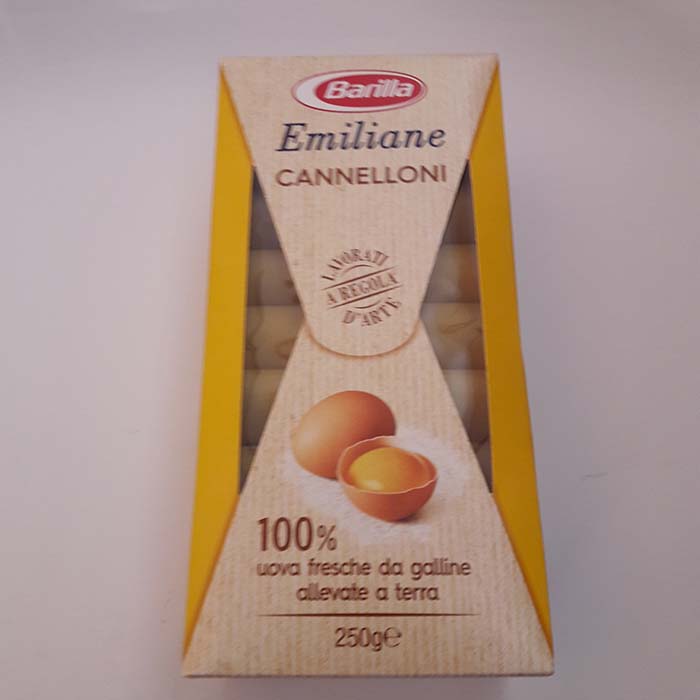 Barilla
Emiliane
CANNELLONI
LAVORATI
A REGOLA
D'ARTE
100%
uova fresche da galline
allevate a terra
250g℮